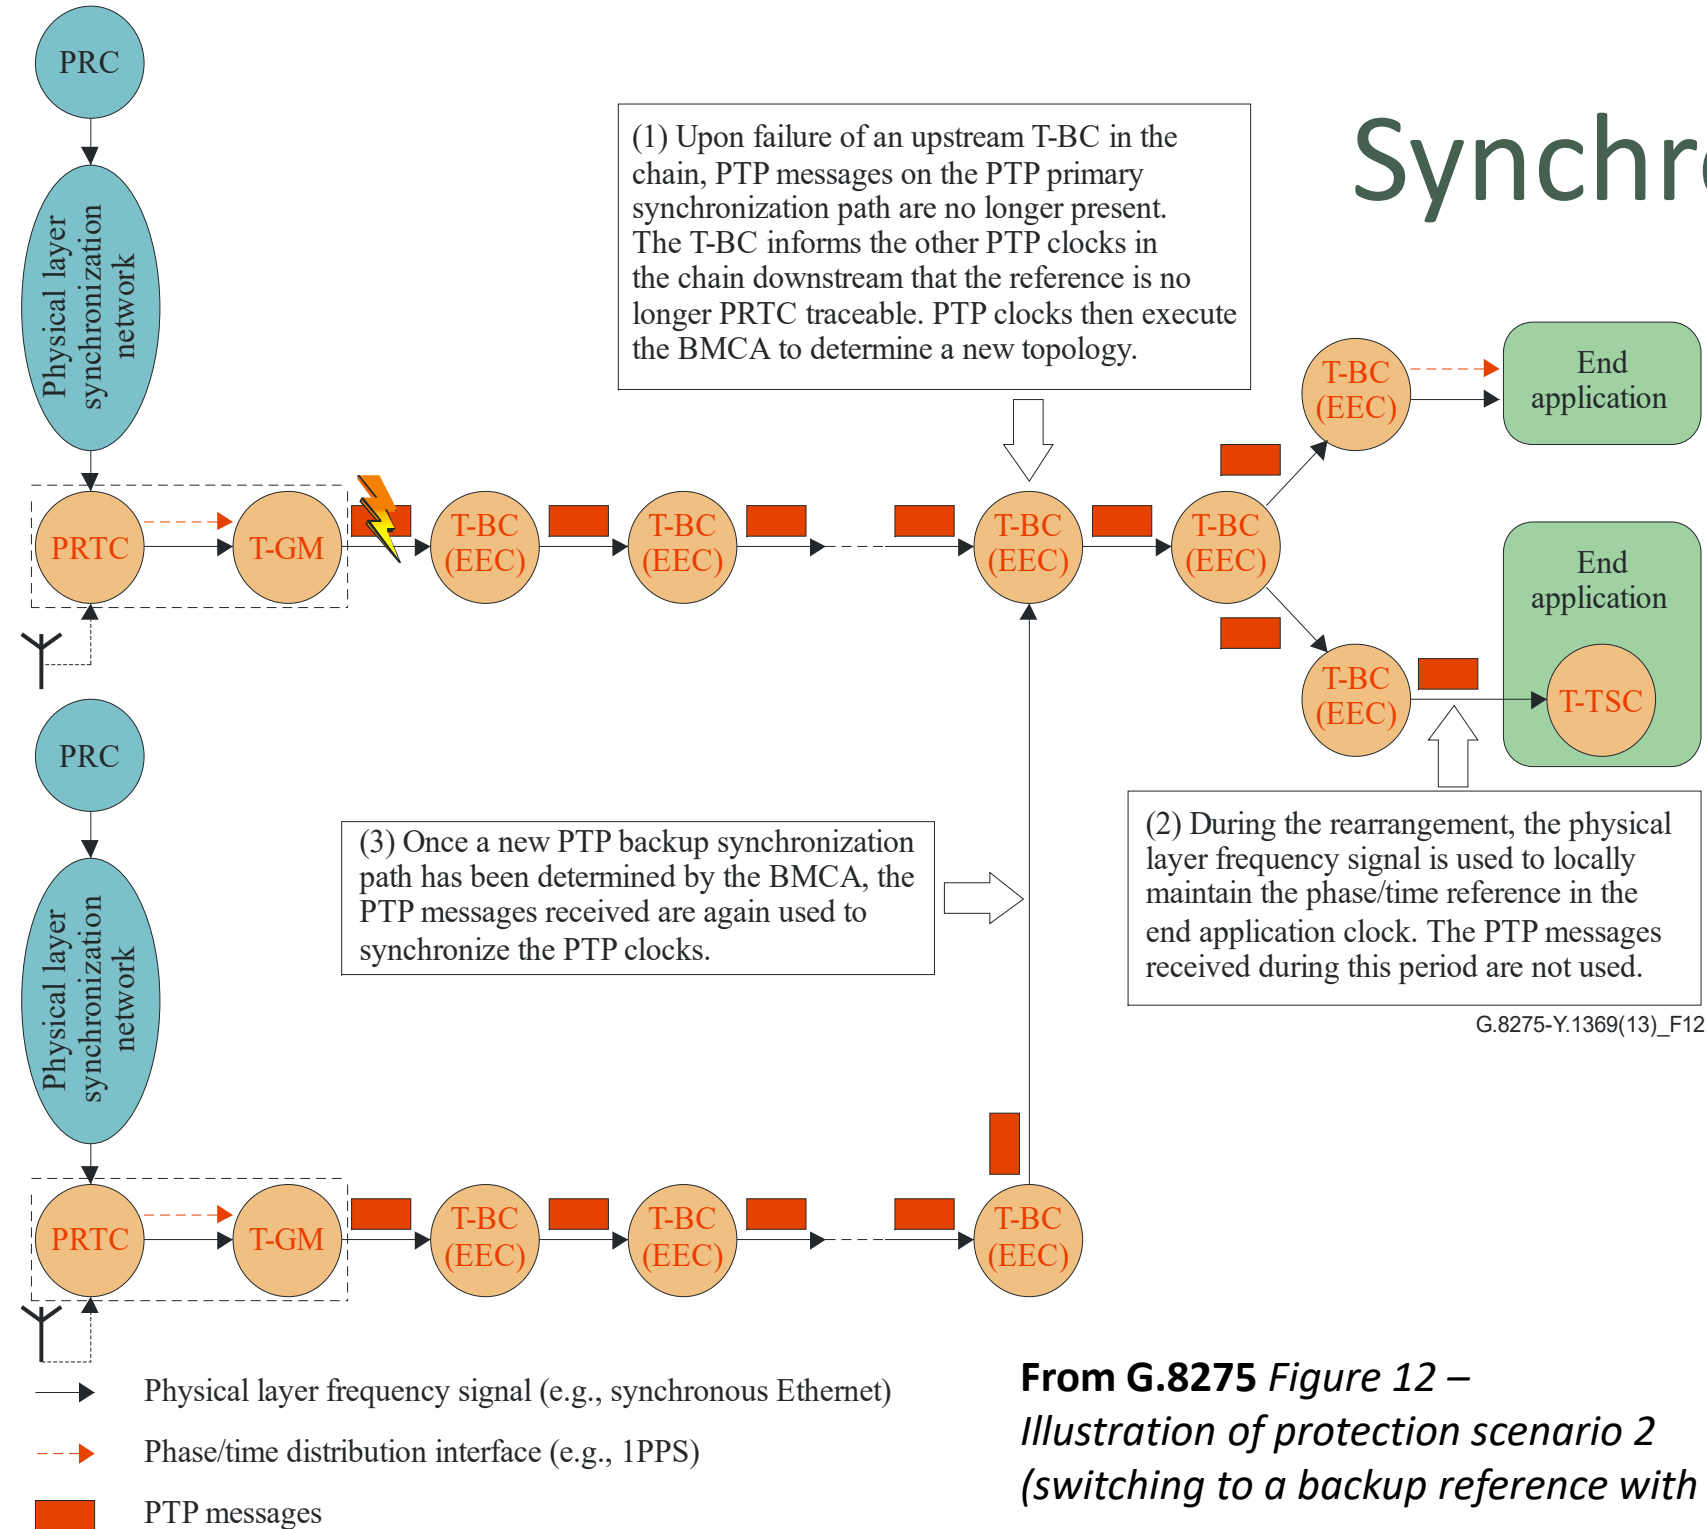 PRC
Synchr
(1) Upon failure of an upstream T-BC in the
chain, PTP messages on the PTP primary
synchronization path are no longer present.
The T-BC informs the other PTP clocks in
the chain downstream that the reference is no
longer PRTC traceable. PTP clocks then execute
the BMCA to determine a new topology.
Physical layer
synchronization
network
T-BC
(EEC)
End
application
PRTC
T-GM
T-BC
(EEC)
T-BC
(EEC)
T-BC
(EEC)
T-BC
(EEC)
End
application
T-BC
(EEC)
T-TSC
PRC
(2) During the rearrangement, the physical
layer frequency signal is used to locally
maintain the phase/time reference in the
end application clock. The PTP messages
received during this period are not used.
(3) Once a new PTP backup synchronization
path has been determined by the BMCA, the
PTP messages received are again used to
synchronize the PTP clocks.
Physical layer
synchronization
network
G.8275-Y.1369(13)_F12
PRTC
T-GM
T-BC
(EEC)
T-BC
(EEC)
T-BC
(EEC)
Physical layer frequency signal (e.g., synchronous Ethernet)
Phase/time distribution interface (e.g., 1PPS)
PTP messages
From G.8275 Figure 12 –
Illustration of protection scenario 2
(switching to a backup reference with